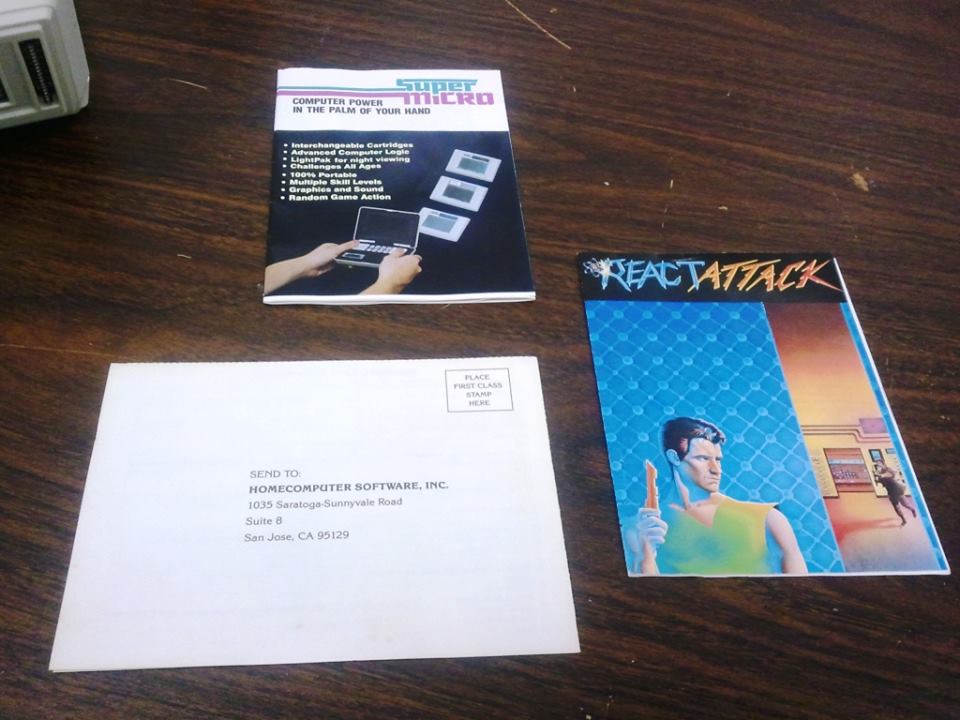 super
micro
COMPUTER POWER
IN THE PALM OF YOUR HAND
• Interchangeable Cartridges
• Advanced Computer Logic
• LightPak for night viewing
• Challenges All Ages
• 100% Portable
• Multiple Skill Levels
• Graphics and Sound
• Random Game Action
REACT ATTACK
PLACE
FIRST CLASS
STAMP
HERE
SEND TO:
HOMECOMPUTER SOFTWARE, INC.
1035 Saratoga-Sunnyvale Road
Suite 8
San Jose, CA 95129